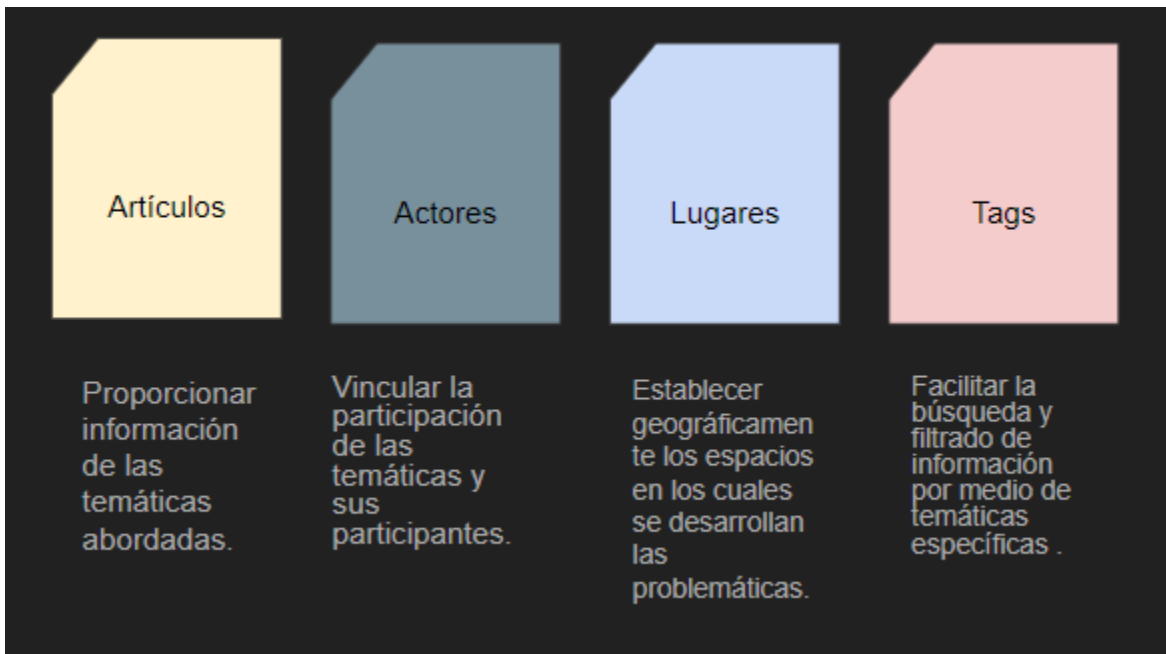 Artículos
Actores
Lugares
Tags
Proporcionar
información
de las
temáticas
abordadas.
Vincular la
participación
de las
temáticas y
sus
participantes.
Establecer
geográficamen
te los espacios
en los cuales
se desarrollan
las
problemáticas.
Facilitar la
búsqueda y
filtrado de
información
por medio de
temáticas
específicas .